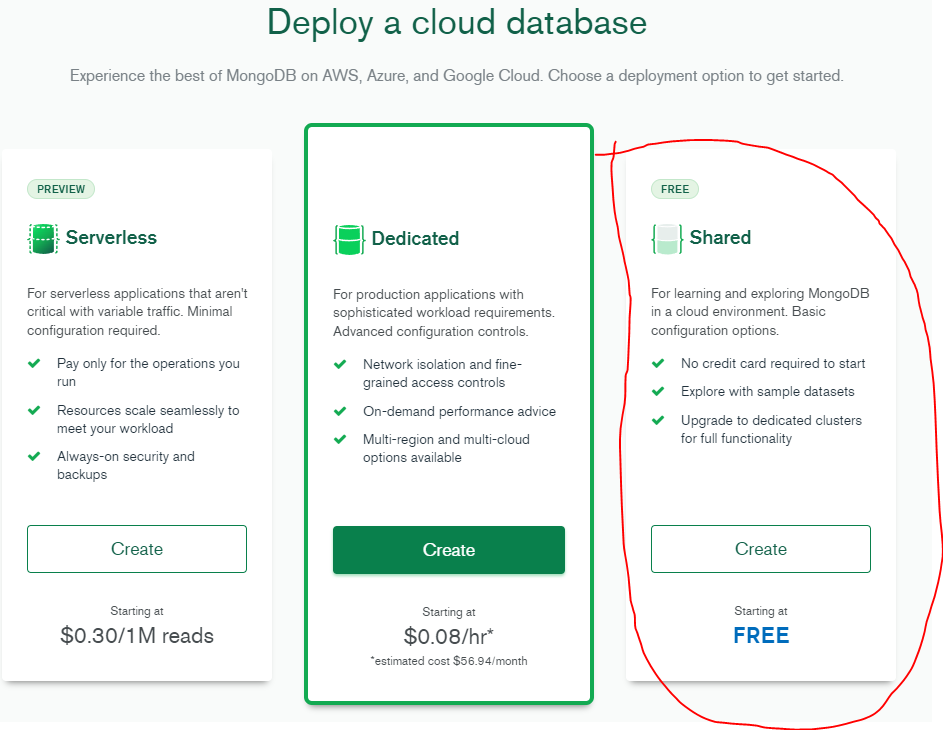 Deploy a cloud database
Experience the best of MongoDB on AWS, Azure, and Google Cloud. Choose a deployment option to get started.
PREVIEW
Serverless
For serverless applications that aren't
critical with variable traffic. Minimal
configuration required.
Pay only for the operations you
run
Resources scale seamlessly to
meet your workload
Always-on security and
backups
Create
Starting at
$0.30/1M reads
Dedicated
For production applications with
sophisticated workload requirements.
Advanced configuration controls.
Network isolation and fine-
grained access controls
On-demand performance advice
Multi-region and multi-cloud
options available
Create
Starting at
$0.08/hr*
*estimated cost $56.94/month
FREE
Shared
For learning and exploring MongoDB
in a cloud environment. Basic
configuration options.
No credit card required to start
Explore with sample datasets
Upgrade to dedicated clusters
for full functionality
Create
Starting at
FREE